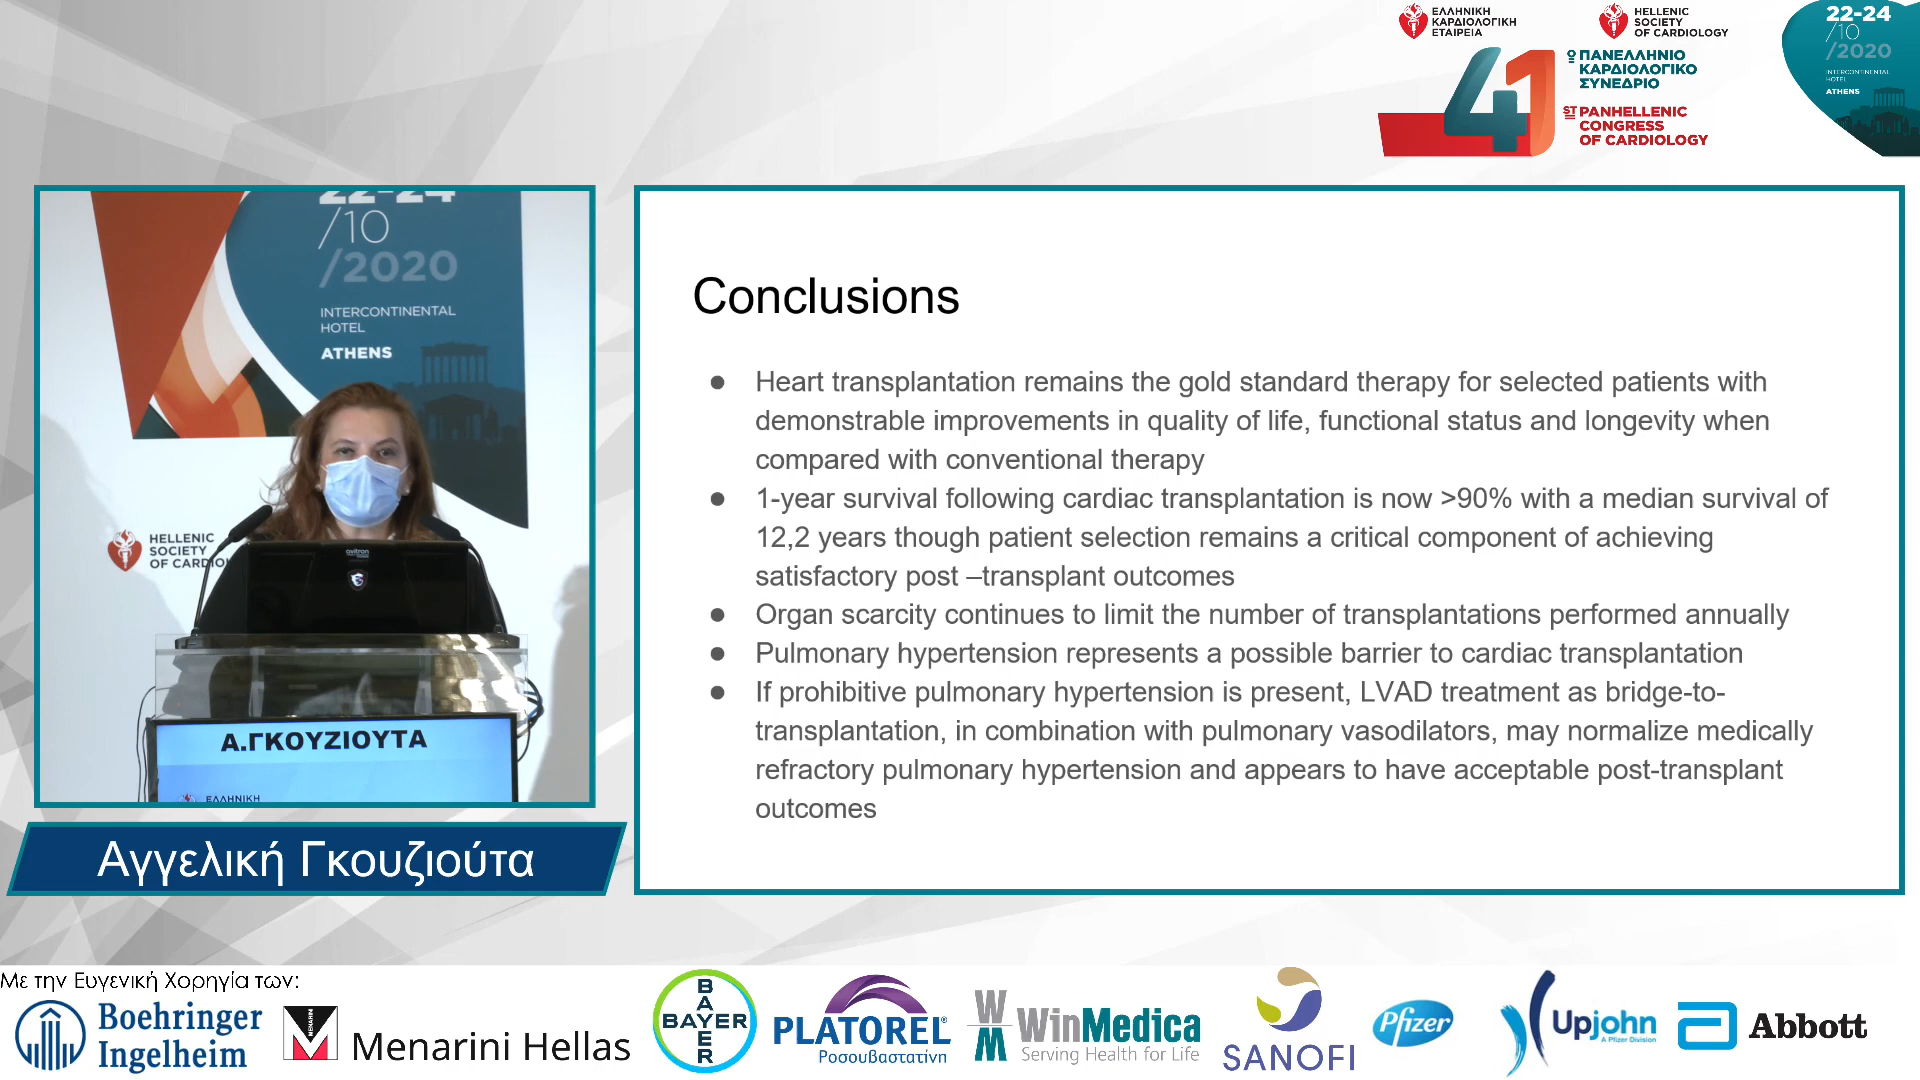 ΕΛΛΗΝΙΚΗ
ΚΑΡΔΙΟΛΟΓΙΚΗ
ΕΤΑΙΡΕΙΑ
HELLENIC
SOCIETY
OF CARDIOLOGY
41
ο ΠΑΝΕΛΛΗΝΙΟ
ΚΑΡΔΙΟΛΟΓΙΚΟ
ΣΥΝΕΔΡΙΟ
ST PANHELLENIC
CONGRESS
OF CARDIOLOGY
22-24
/10
/2020
INTERCONTINENTAL
HOTEL
ATHENS
22-24
/10
/2020
INTERCONTINENTAL
HOTEL
ATHENS
HELLENIC
SOCIETY
OF CARDIO
avitron
Α.ΓΚΟΥΖΙΟΥΤΑ
ΕΛΛΗΝΙΚΗ
Αγγελική Γκουζιούτα
Conclusions
● Heart transplantation remains the gold standard therapy for selected patients with
demonstrable improvements in quality of life, functional status and longevity when
compared with conventional therapy
● 1-year survival following cardiac transplantation is now >90% with a median survival of
12,2 years though patient selection remains a critical component of achieving
satisfactory post –transplant outcomes
● Organ scarcity continues to limit the number of transplantations performed annually
● Pulmonary hypertension represents a possible barrier to cardiac transplantation
● If prohibitive pulmonary hypertension is present, LVAD treatment as bridge-to-
transplantation, in combination with pulmonary vasodilators, may normalize medically
refractory pulmonary hypertension and appears to have acceptable post-transplant
outcomes
Με την Ευγενική Χορηγία των:
Boehringer
Ingelheim
MENARINI
Menarini Hellas
BAYER
BAYER
PLATOREL®
Ροσουβαστατίνη
WM
WinMedica
Serving Health for Life
SANOFI
Pfizer
Upjohn
A Pfizer Division
Abbott